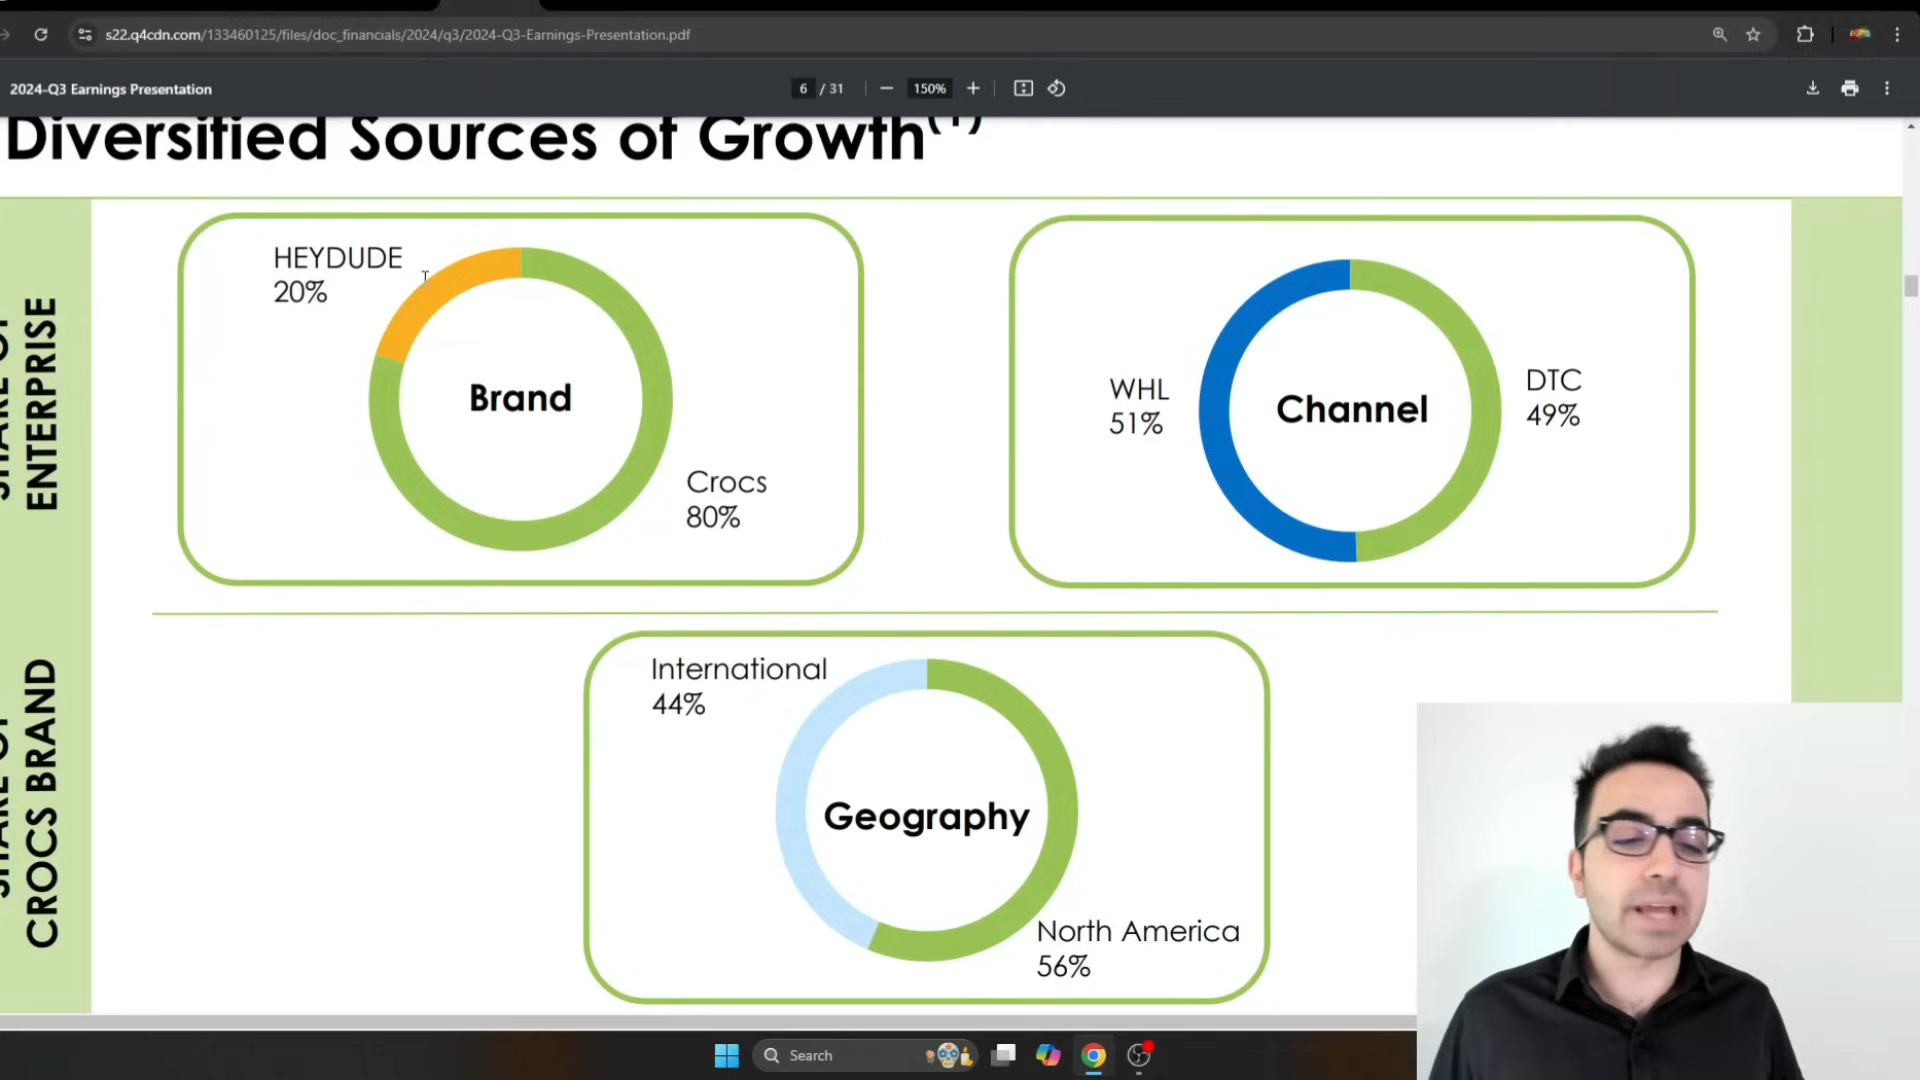 s22.q4cdn.com/133460125/files/doc_financials/2024/q3/2024-Q3-Earnings-Presentation.pdf
2024-Q3 Earnings Presentation
6 / 31
150%
Diversified Sources of Growth(1)
ENTERPRISE
HEYDUDE
20%
Brand
Crocs
80%
WHL
51%
Channel
DTC
49%
CROCS BRAND
International
44%
Geography
North America
56%
Search